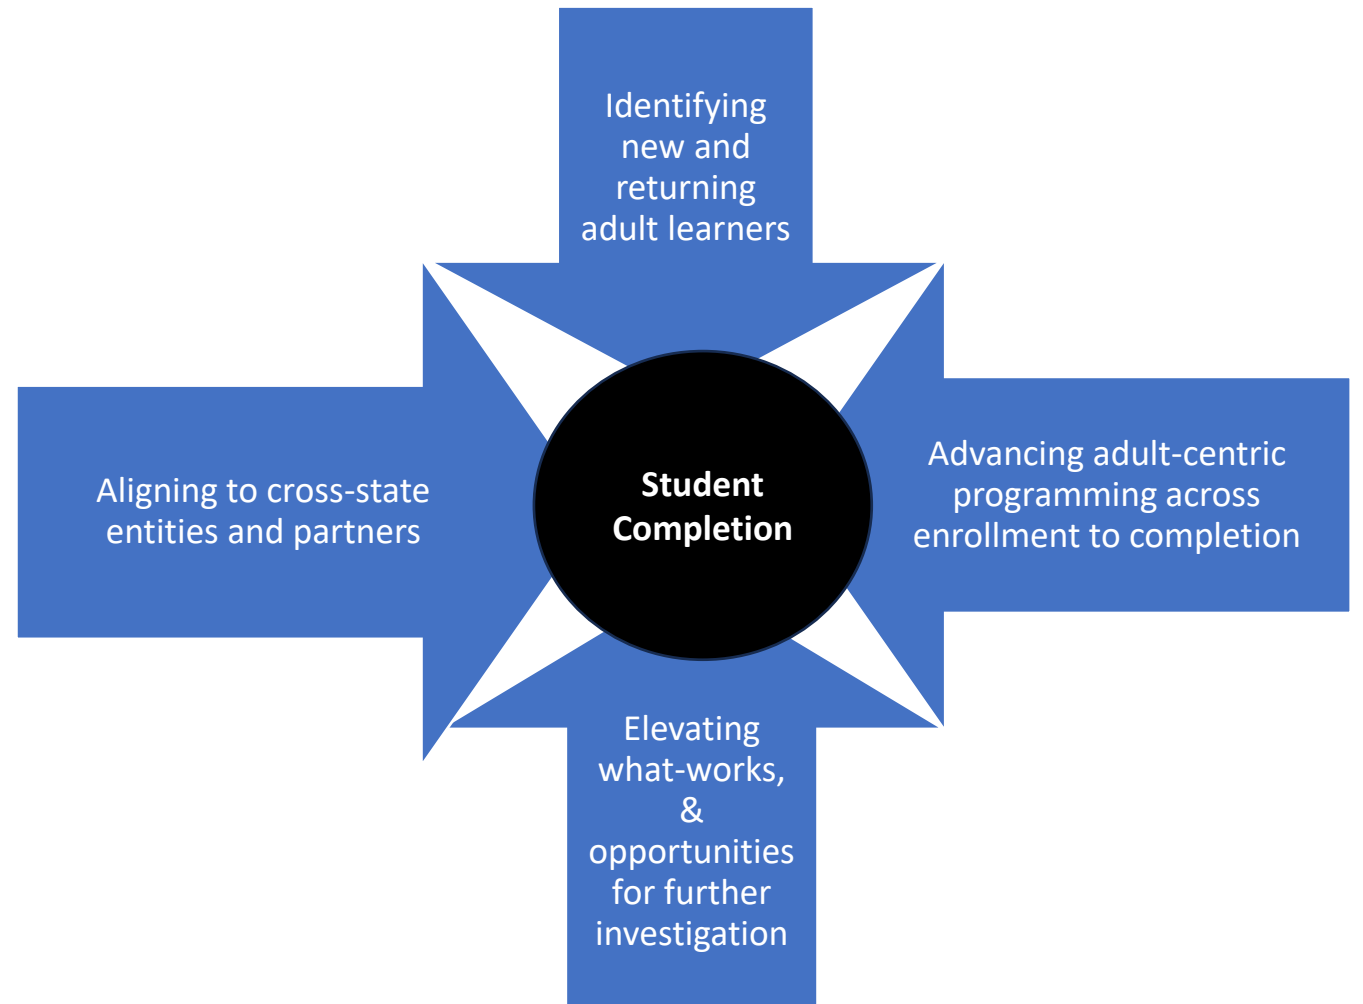 Identifying
new and
returning
adult learners
Aligning to cross-state
entities and partners
Student
Completion
Advancing adult-centric
programming across
enrollment to completion
Elevating
what-works,
&
opportunities
for further
investigation